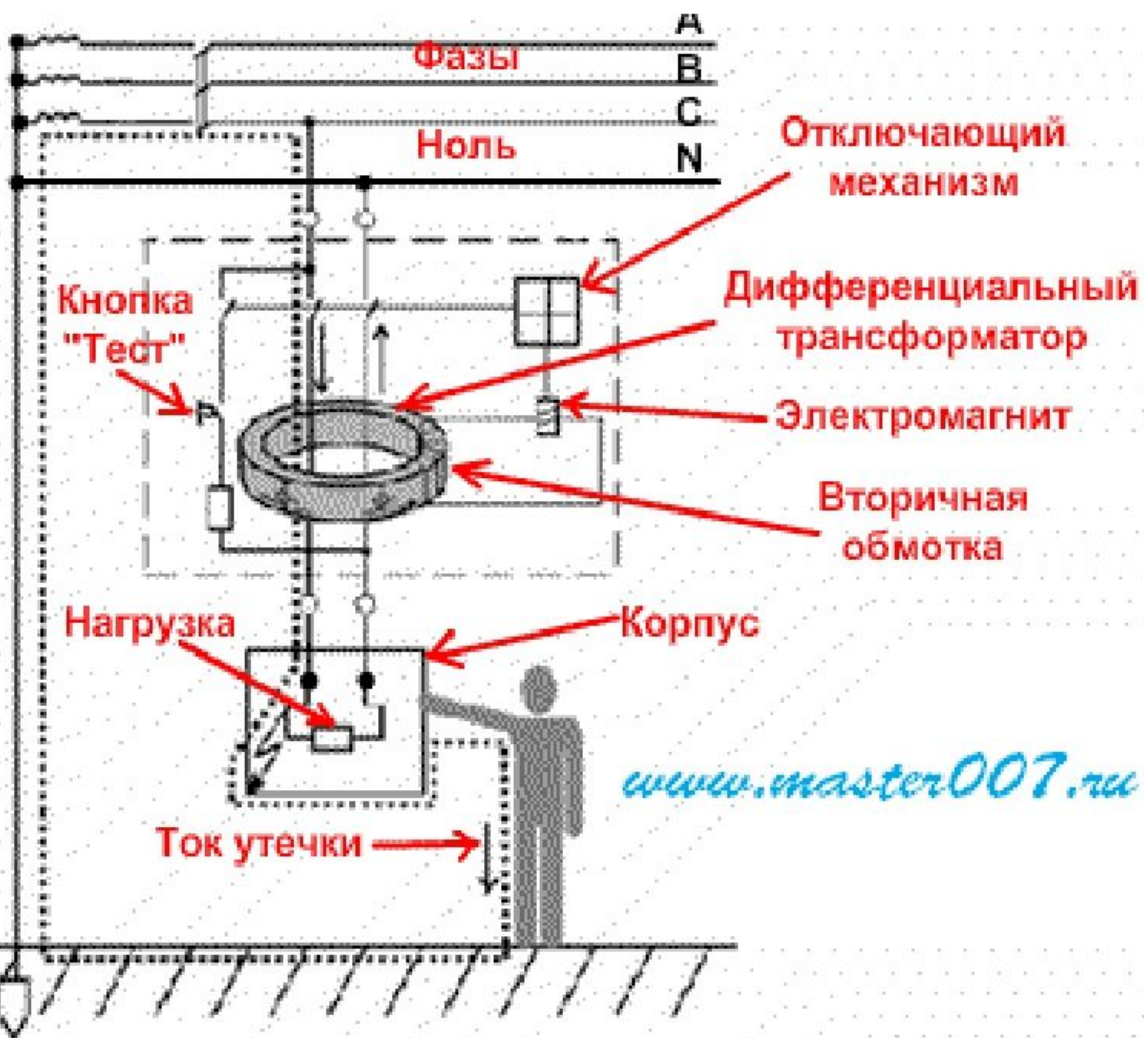 A
Фазы
B
C
Ноль
N
Отключающий
механизм
Кнопка
"Тест"
Дифференциальный
трансформатор
Электромагнит
Вторичная
обмотка
Нагрузка
Корпус
www.master007.ru
Ток утечки